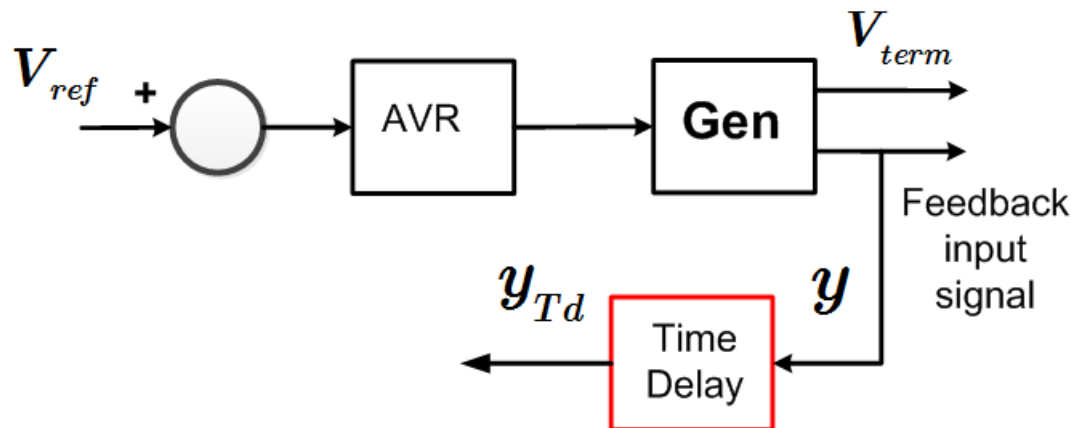 V_ref
+
AVR
Gen
V_term
Feedback
input
signal
y_Td
y
Time
Delay